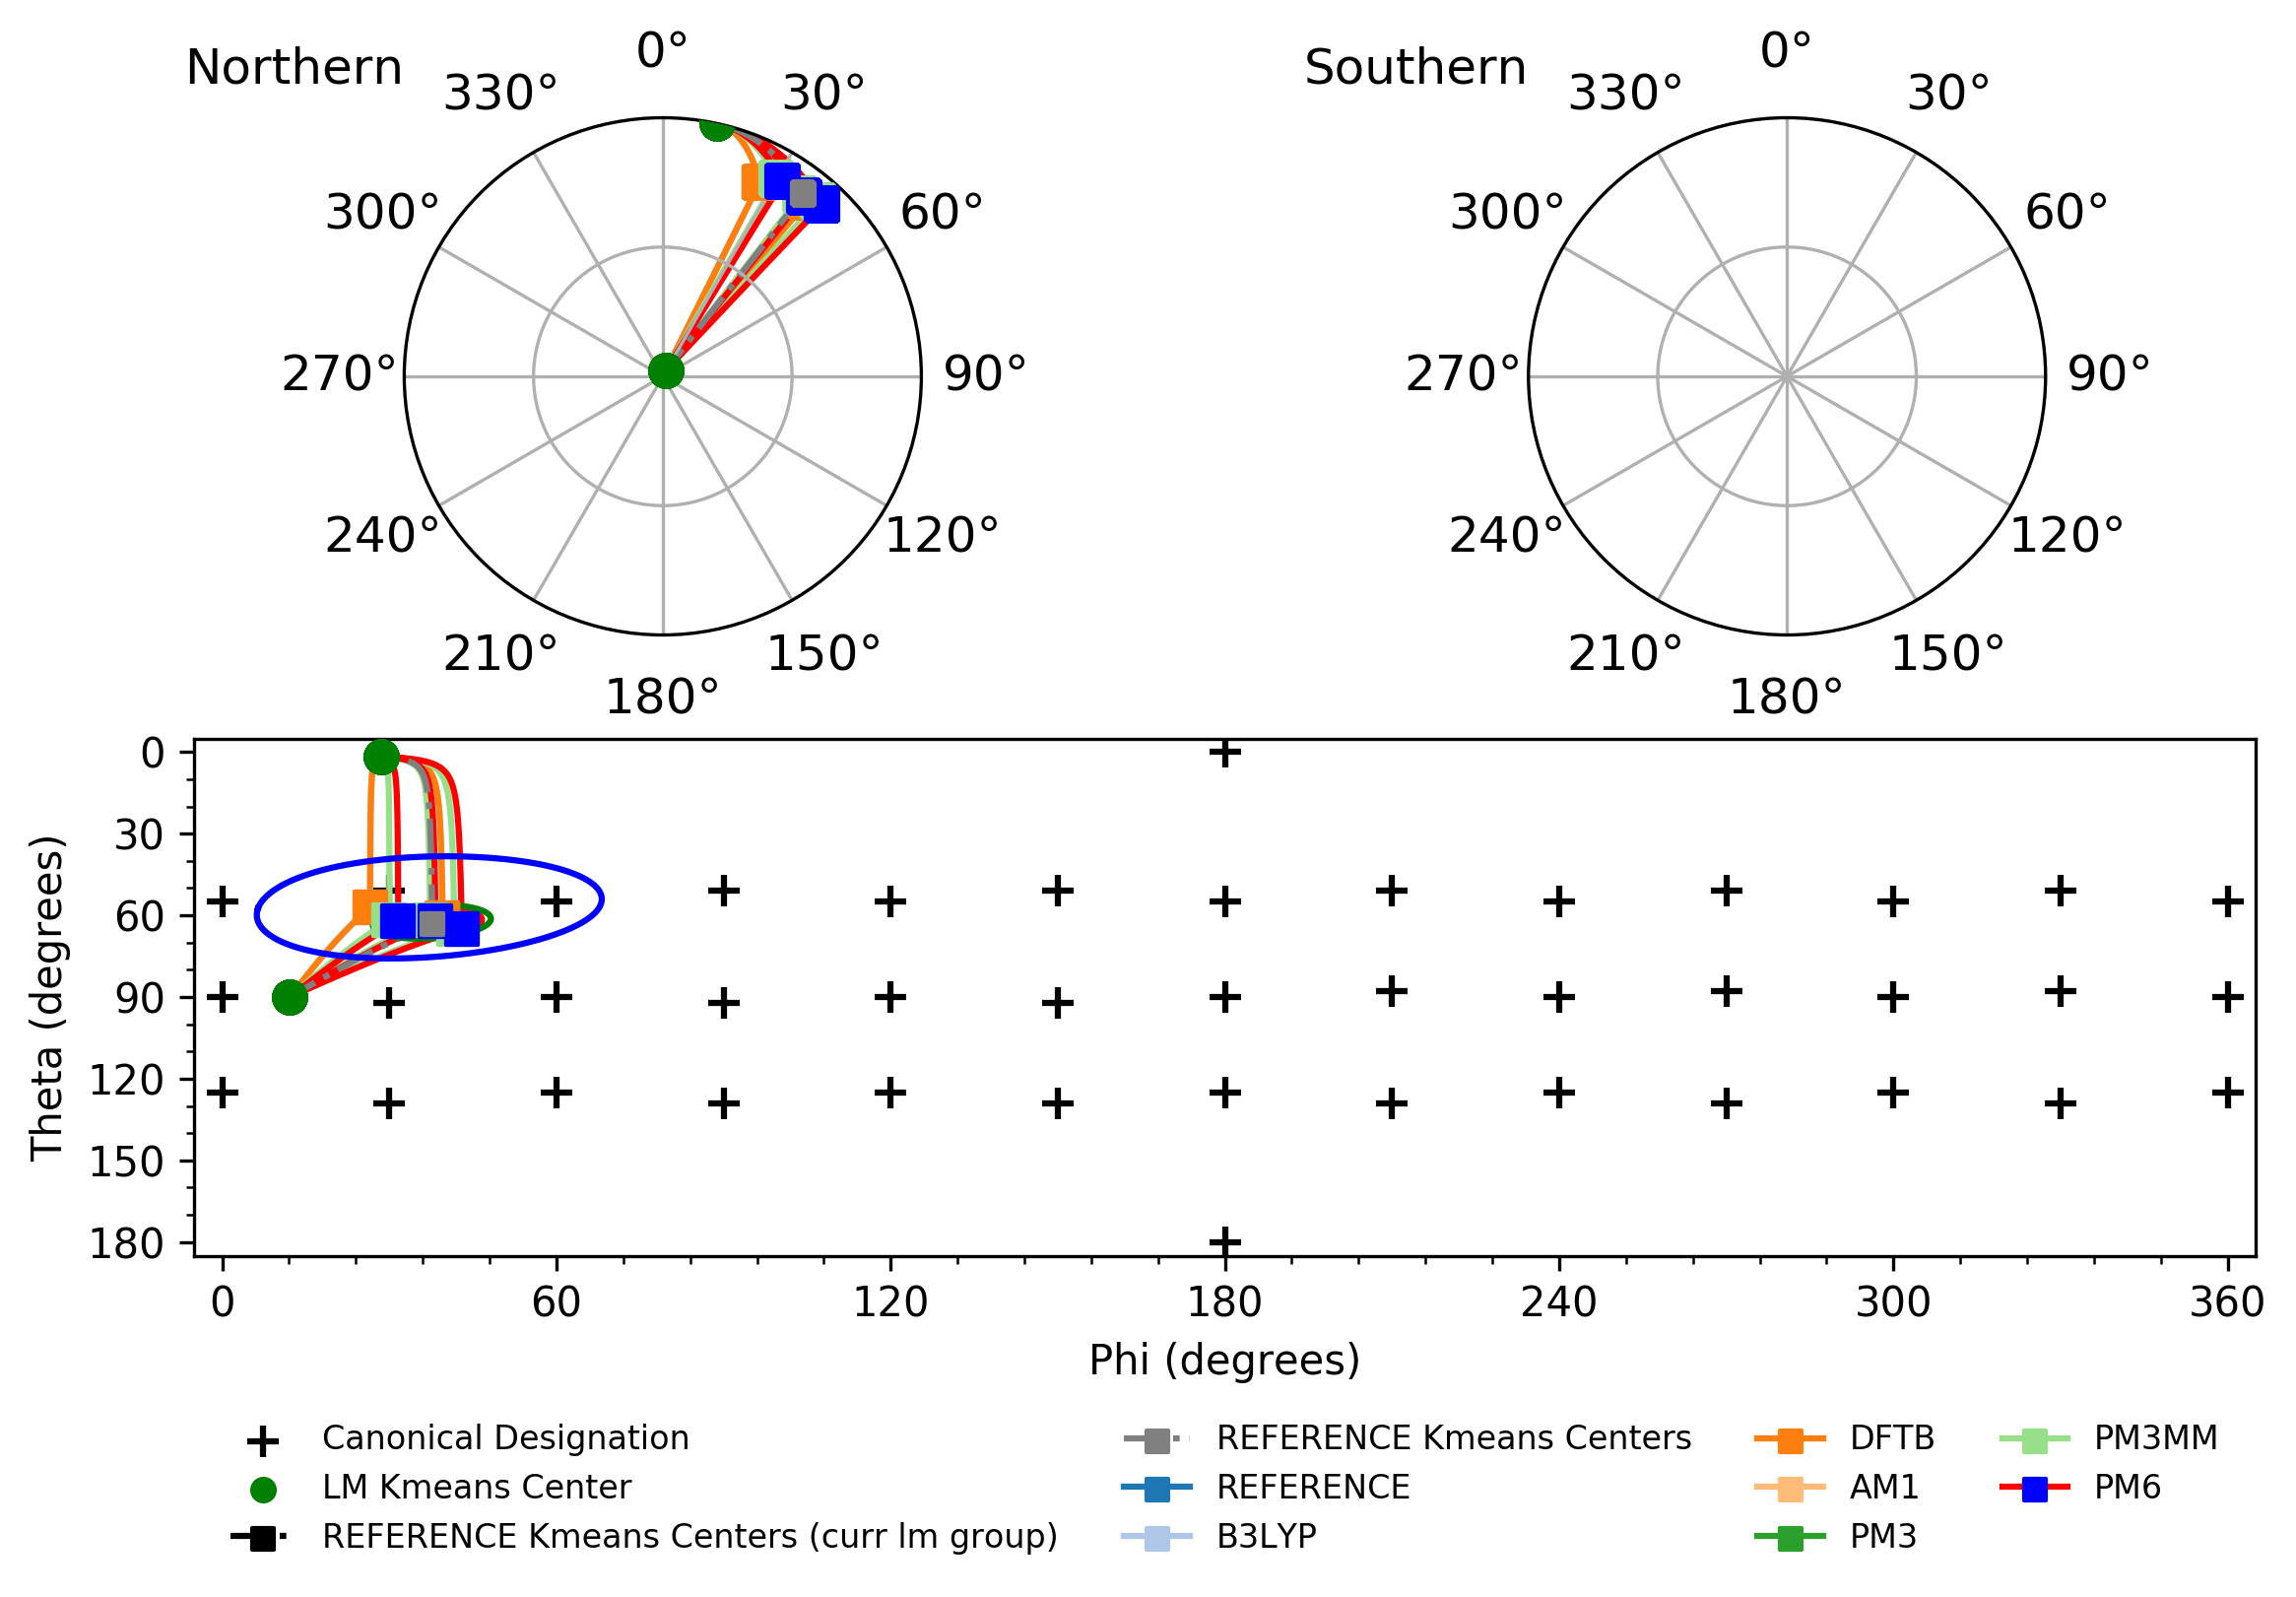 Northern
0°
330°
30°
300°
60°
270°
90°
240°
120°
210°
150°
180°
Southern
0°
330°
30°
300°
60°
270°
90°
240°
120°
210°
150°
180°
Theta (degrees)
0
30
60
90
120
150
180
0 60 120 180 240 300 360
Phi (degrees)
Canonical Designation
LM Kmeans Center
REFERENCE Kmeans Centers (curr lm group)
REFERENCE Kmeans Centers
REFERENCE
B3LYP
DFTB
AM1
PM3
PM3MM
PM6